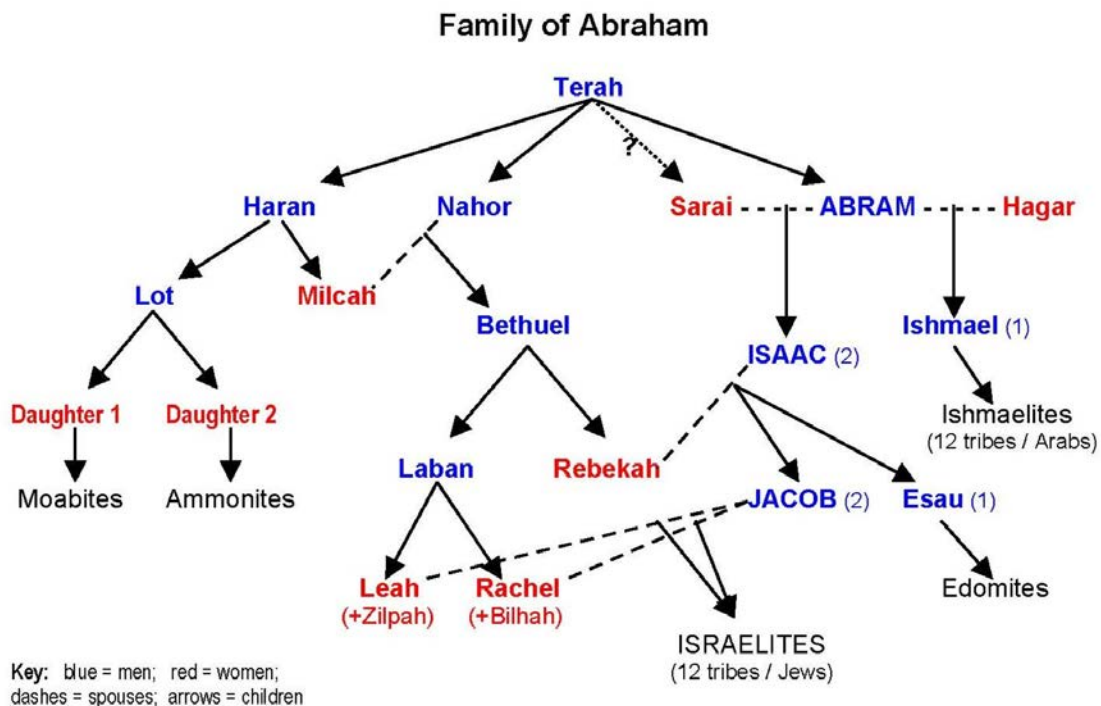 Family of Abraham
Terah
?
Haran
Nahor
Sarai
ABRAM
Hagar
Lot
Milcah
Bethuel
ISAAC (2)
Ishmael (1)
Daughter 1
Daughter 2
Ishmaelites
(12 tribes / Arabs)
Moabites
Ammonites
Laban
Rebekah
JACOB (2)
Esau (1)
Leah
(+Zilpah)
Rachel
(+Bilhah)
Edomites
ISRAELITES
(12 tribes / Jews)
Key: blue = men; red = women;
dashes = spouses; arrows = children